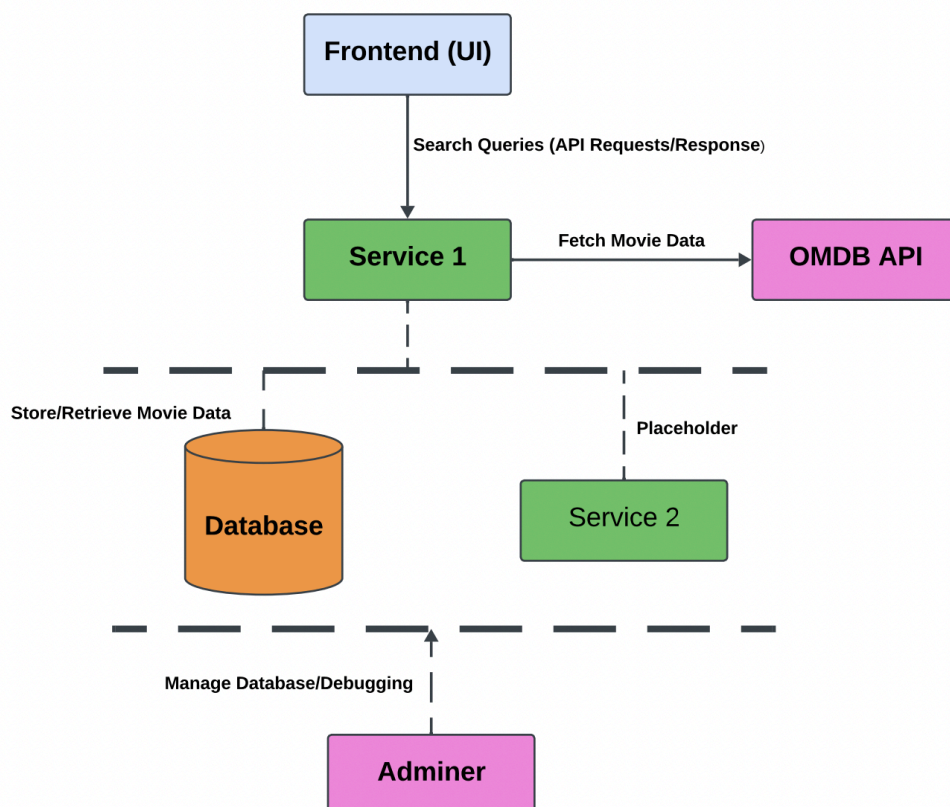 Frontend (UI)
Search Queries (API Requests/Response)
Service 1
Fetch Movie Data
OMDB API
Store/Retrieve Movie Data
Placeholder
Database
Service 2
Manage Database/Debugging
Adminer